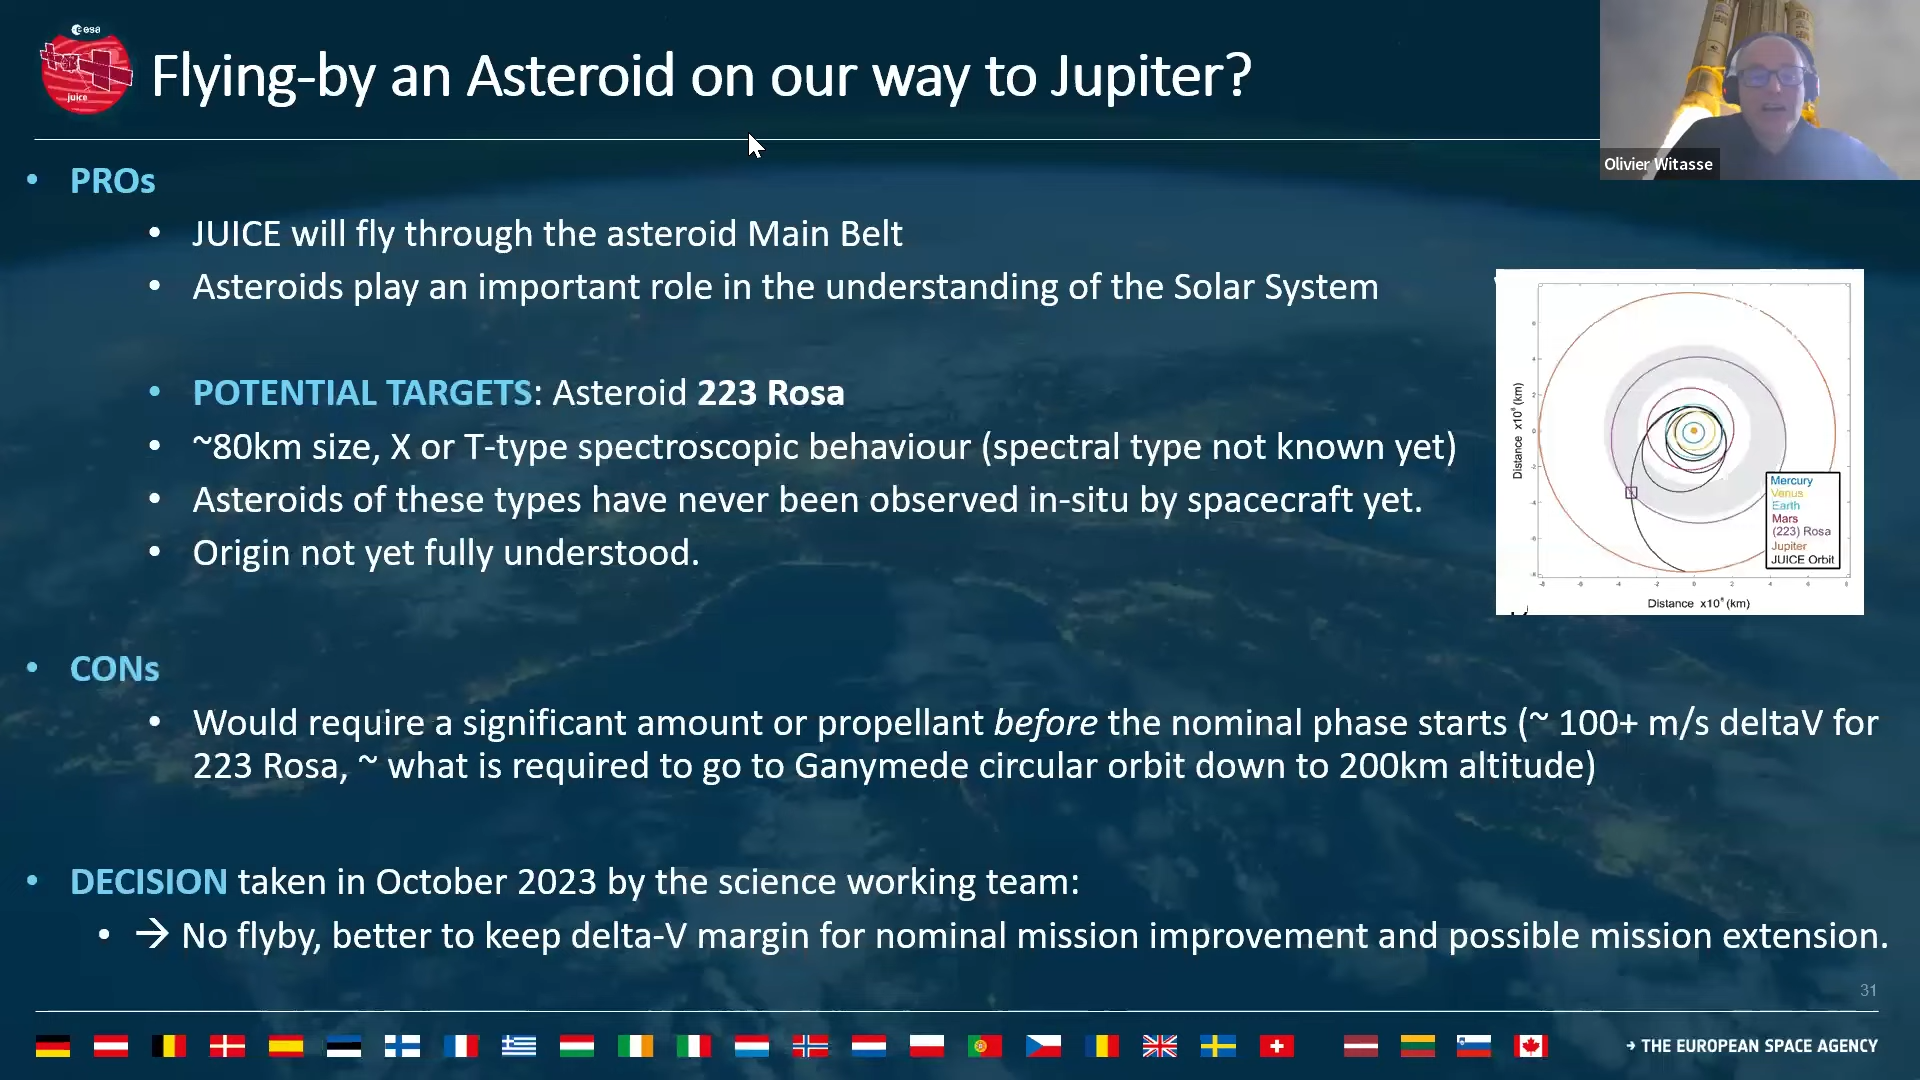 esa
juice
Flying-by an Asteroid on our way to Jupiter?
Olivier Witasse
• PROs
• JUICE will fly through the asteroid Main Belt
• Asteroids play an important role in the understanding of the Solar System
• POTENTIAL TARGETS: Asteroid 223 Rosa
• ~80km size, X or T-type spectroscopic behaviour (spectral type not known yet)
• Asteroids of these types have never been observed in-situ by spacecraft yet.
• Origin not yet fully understood.
Distance x10⁸ (km)
Mercury
Venus
Earth
Mars
(223) Rosa
Jupiter
JUICE Orbit
Distance x10⁸ (km)
• CONs
• Would require a significant amount or propellant before the nominal phase starts (~ 100+ m/s deltaV for
223 Rosa, ~ what is required to go to Ganymede circular orbit down to 200km altitude)
• DECISION taken in October 2023 by the science working team:
• → No flyby, better to keep delta-V margin for nominal mission improvement and possible mission extension.
31
→ THE EUROPEAN SPACE AGENCY